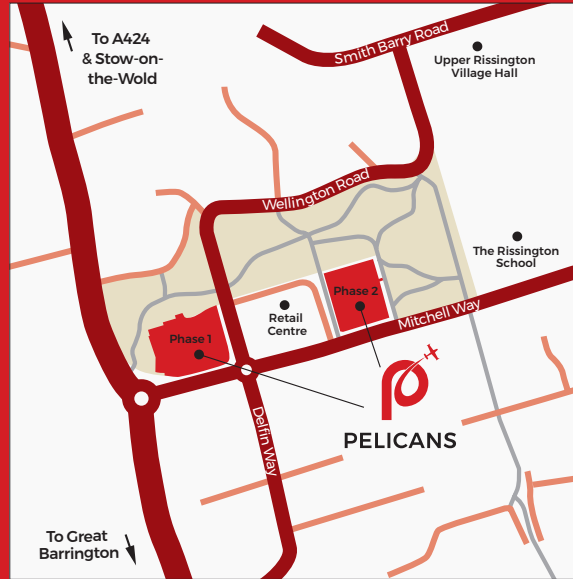 To A424
& Stow-on-
the-Wold
Smith Barry Road
Upper Rissington
Village Hall
Wellington Road
The Rissington
School
Phase 2
Retail
Centre
Mitchell Way
Phase 1
PELICANS
Delfin Way
To Great
Barrington